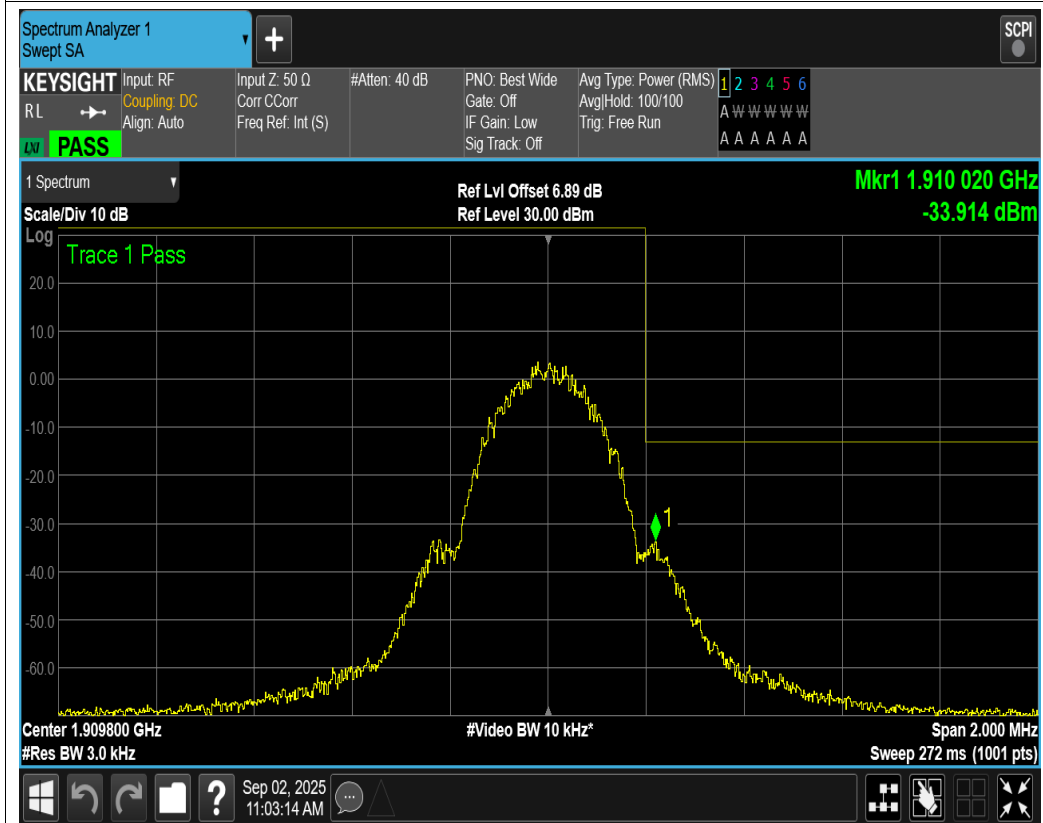 Spectrum Analyzer 1
Swept SA
SCPI
KEYSIGHT
RL
LXI PASS
Input: RF
Coupling: DC
Align: Auto
Input Z: 50 Ω
Corr CCorr
Freq Ref: Int (S)
#Atten: 40 dB
PNO: Best Wide
Gate: Off
IF Gain: Low
Sig Track: Off
Avg Type: Power (RMS)
Avg|Hold: 100/100
Trig: Free Run
1 2 3 4 5 6
A W W W W W
A A A A A A
1 Spectrum
Scale/Div 10 dB
Ref Lvl Offset 6.89 dB
Ref Level 30.00 dBm
Mkr1 1.910 020 GHz
-33.914 dBm
Log
Trace 1 Pass
20.0
10.0
0.00
-10.0
-20.0
-30.0
1
-40.0
-50.0
-60.0
Center 1.909800 GHz
#Res BW 3.0 kHz
#Video BW 10 kHz*
Span 2.000 MHz
Sweep 272 ms (1001 pts)
?
Sep 02, 2025
11:03:14 AM